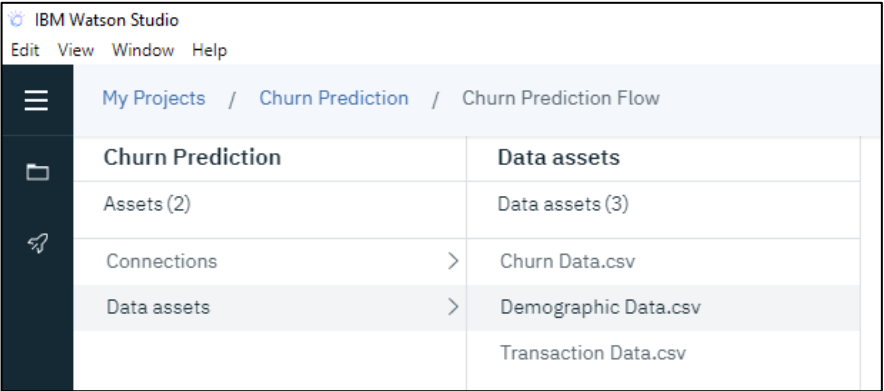 IBM Watson Studio
Edit View Window Help
My Projects / Churn Prediction / Churn Prediction Flow
Churn Prediction
Assets (2)
Connections
Data assets
Data assets
Data assets (3)
Churn Data.csv
Demographic Data.csv
Transaction Data.csv